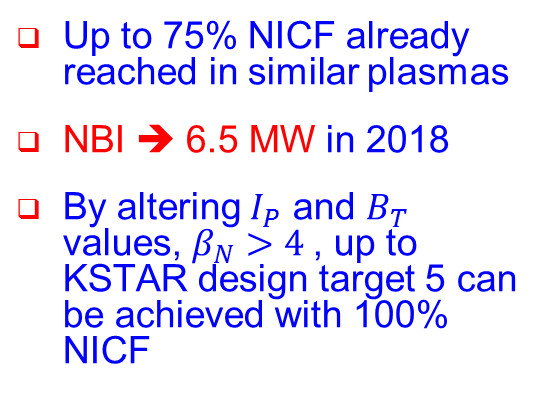 ❑ Up to 75% NICF already
reached in similar plasmas
❑ NBI ➔ 6.5 MW in 2018
❑ By altering I_P and B_T
values, β_N > 4 , up to
KSTAR design target 5 can
be achieved with 100%
NICF